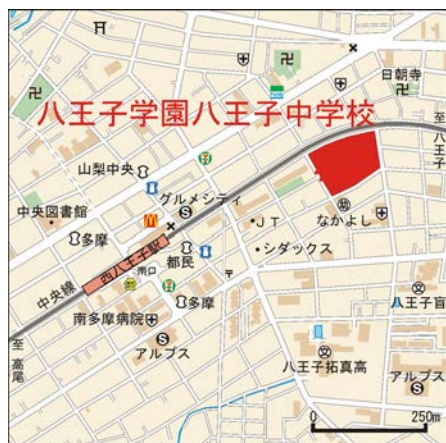 日朝寺
至八王子
八王子学園八王子中学校
山梨中央
グルメシティ
中央図書館
多摩
JT
なかよし
シダックス
西八王子駅
都民
南口
中央線
多摩
八王子盲
南多摩病院
至高尾
アルプス
八王子拓真高
アルプス
0 250m